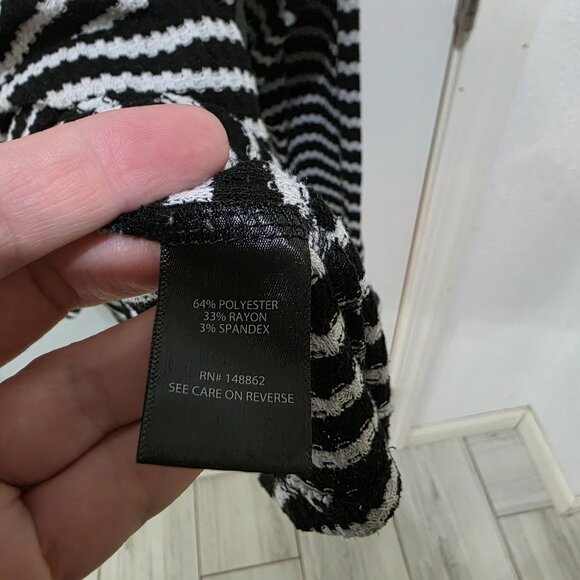 64% POLYESTER
33% RAYON
3% SPANDEX
RN# 148862
SEE CARE ON REVERSE